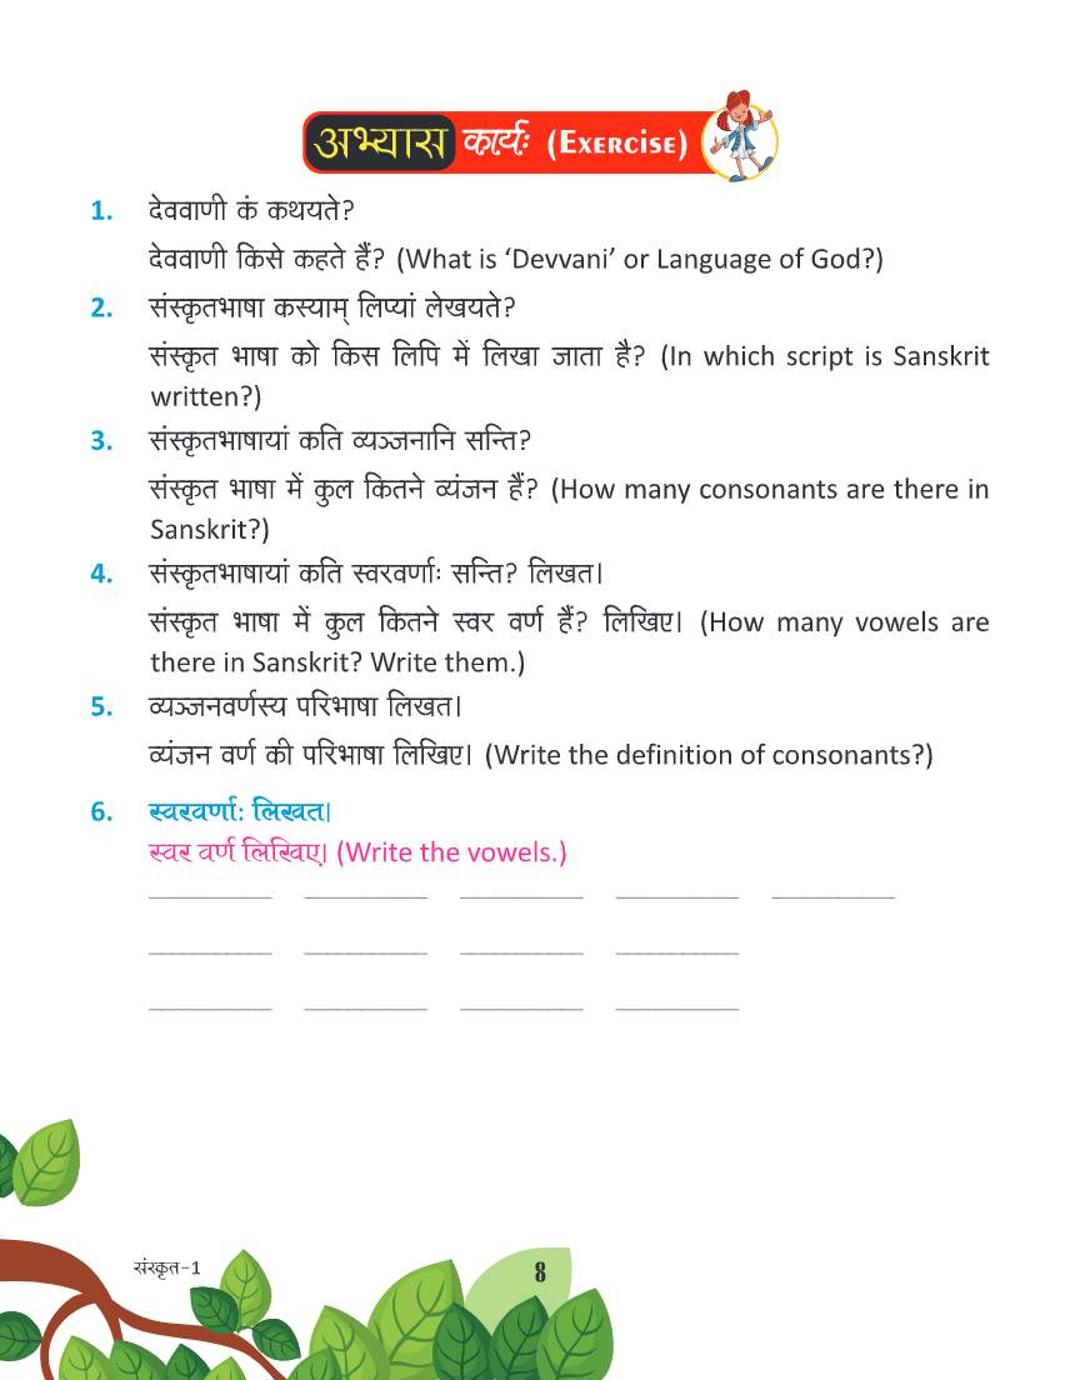 अभ्यास कार्यः (EXERCISE)
1. देववाणी कं कथयते?
देववाणी किसे कहते हैं? (What is ‘Devvani’ or Language of God?)
2. संस्कृतभाषा कस्याम् लिप्यां लेखयते?
संस्कृत भाषा को किस लिपि में लिखा जाता है? (In which script is Sanskrit
written?)
3. संस्कृतभाषायां कति व्यञ्जनानि सन्ति?
संस्कृत भाषा में कुल कितने व्यंजन हैं? (How many consonants are there in
Sanskrit?)
4. संस्कृतभाषायां कति स्वरवर्णाः सन्ति? लिखत।
संस्कृत भाषा में कुल कितने स्वर वर्ण हैं? लिखिए। (How many vowels are
there in Sanskrit? Write them.)
5. व्यञ्जनवर्णस्य परिभाषा लिखत।
व्यंजन वर्ण की परिभाषा लिखिए। (Write the definition of consonants?)
6. स्वरवर्णा: लिखत।
स्वर वर्ण लिखिए। (Write the vowels.)
संस्कृत-1
8